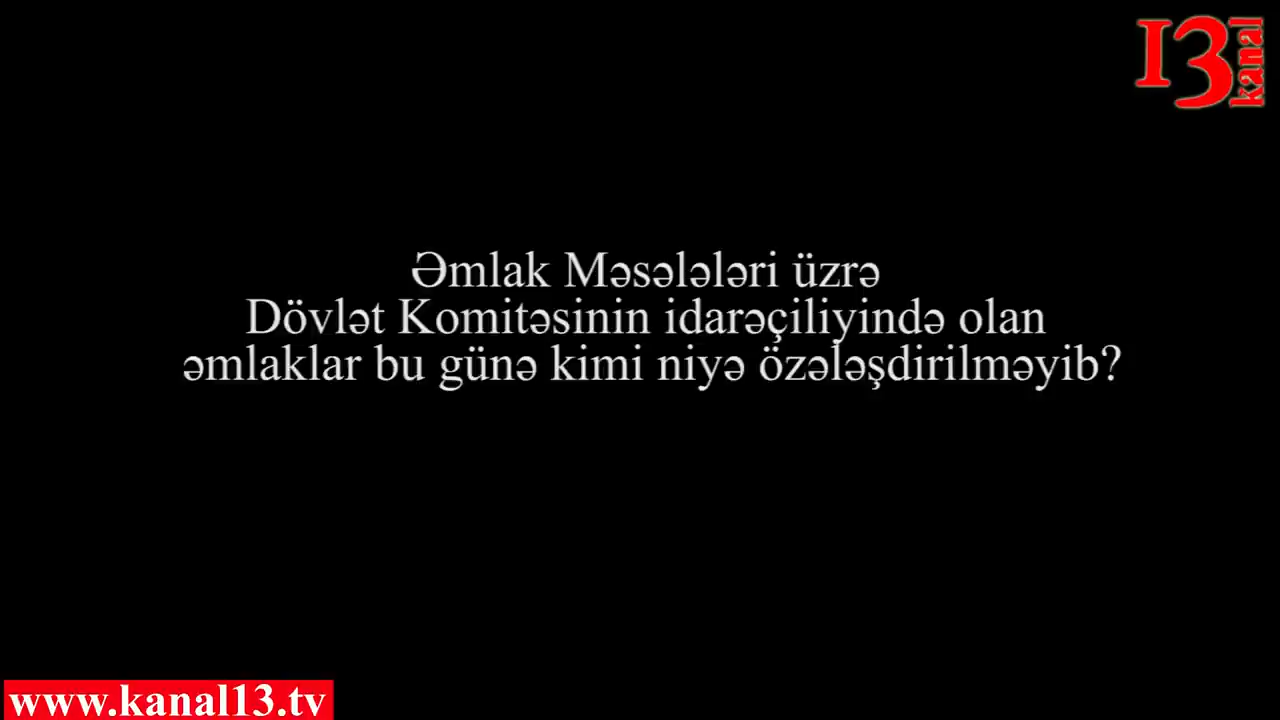 13
kanal
Əmlak Məsələləri üzrə
Dövlət Komitəsinin idarəçiliyində olan
əmlaklar bu günə kimi niyə özələşdirilməyib?
www.kanal13.tv